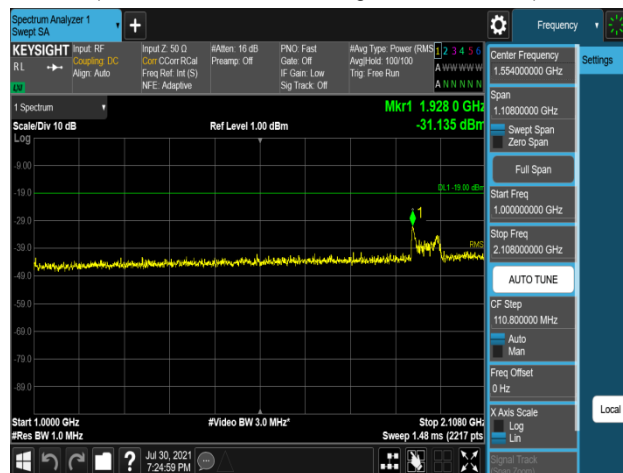 Spectrum Analyzer 1
Swept SA
Frequency
KEYSIGHT
Input: RF
Input Z: 50 Ω
#Atten: 16 dB
PNO: Fast
#Avg Type: Power (RMS
1 2 3 4 5 6
RL
Coupling: DC
Corr CCorr RCal
Preamp: Off
Gate: Off
Avg|Hold: 100/100
A W W W W W
Align: Auto
Freq Ref: Int (S)
IF Gain: Low
Trig: Free Run
NFE: Adaptive
Sig Track: Off
A N N N N N
LXI
1 Spectrum
Mkr1 1.928 0 GHz
Scale/Div 10 dB
Ref Level 1.00 dBm
-31.135 dBm
Log
-9.00
-19.0
DL1 -19.00 dBm
-29.0
1
-39.0
RMS
-49.0
-59.0
-69.0
-79.0
-89.0
Start 1.0000 GHz
#Video BW 3.0 MHz*
Stop 2.1080 GHz
#Res BW 1.0 MHz
Sweep 1.48 ms (2217 pts
?
Jul 30, 2021
7:24:59 PM
Center Frequency
1.554000000 GHz
Settings
Span
1.10800000 GHz
Swept Span
Zero Span
Full Span
Start Freq
1.000000000 GHz
Stop Freq
2.108000000 GHz
AUTO TUNE
CF Step
110.800000 MHz
Auto
Man
Freq Offset
0 Hz
Local
X Axis Scale
Log
Lin
Signal Track
(Span Zoom)